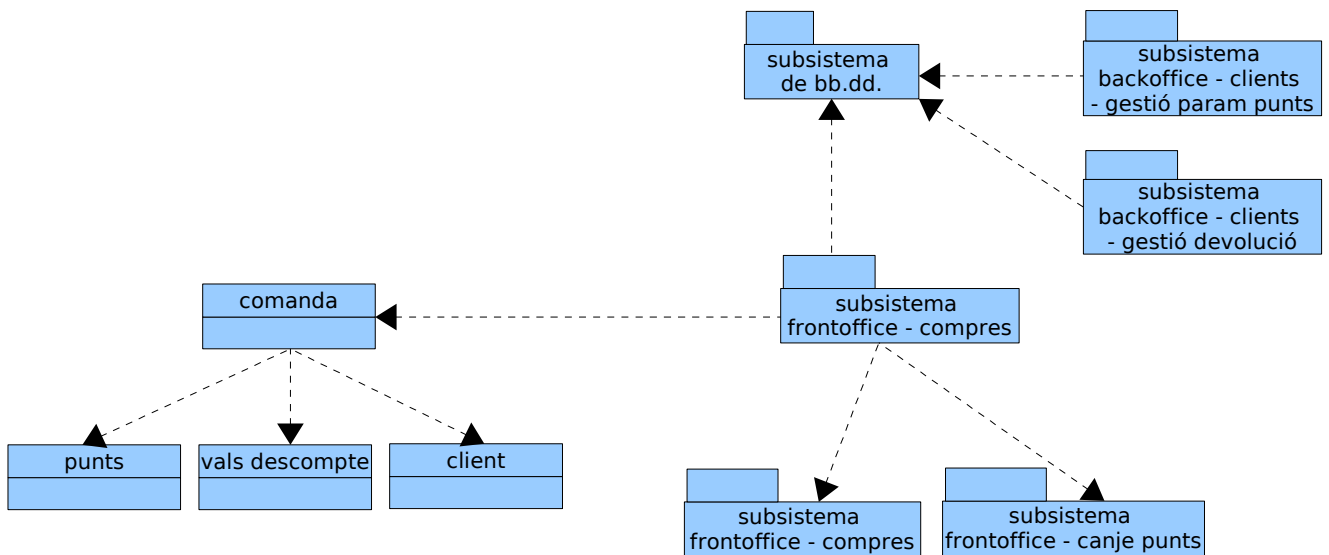 subsistema
de bb.dd.
subsistema
backoffice - clients
- gestió param punts
subsistema
backoffice - clients
- gestió devolució
comanda
subsistema
frontoffice - compres
punts
vals descompte
client
subsistema
frontoffice - compres
subsistema
frontoffice - canje punts